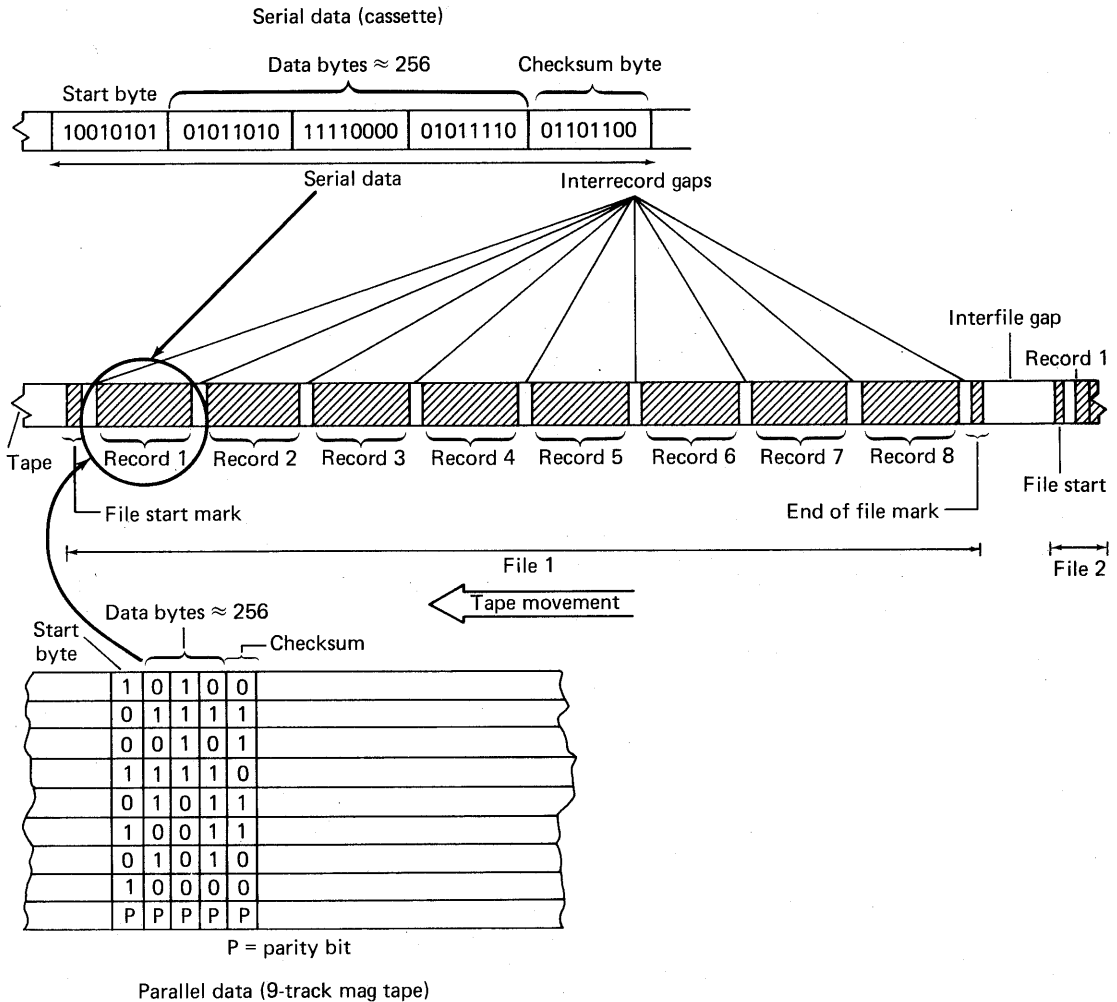 Serial data (cassette)
Data bytes ≈ 256
Checksum byte
Start byte
10010101 01011010 11110000 01011110 01101100
Serial data
Interrecord gaps
Interfile gap
Record 1
Tape
Record 1 Record 2 Record 3 Record 4 Record 5 Record 6 Record 7 Record 8
File start
File start mark
End of file mark
File 1
File 2
Tape movement
Data bytes ≈ 256
Start
byte
Checksum
1 0 1 0 0
0 1 1 1 1
0 0 1 0 1
1 1 1 1 0
0 1 0 1 1
1 0 0 1 1
0 1 0 1 0
1 0 0 0 0
P P P P P
P = parity bit
Parallel data (9-track mag tape)